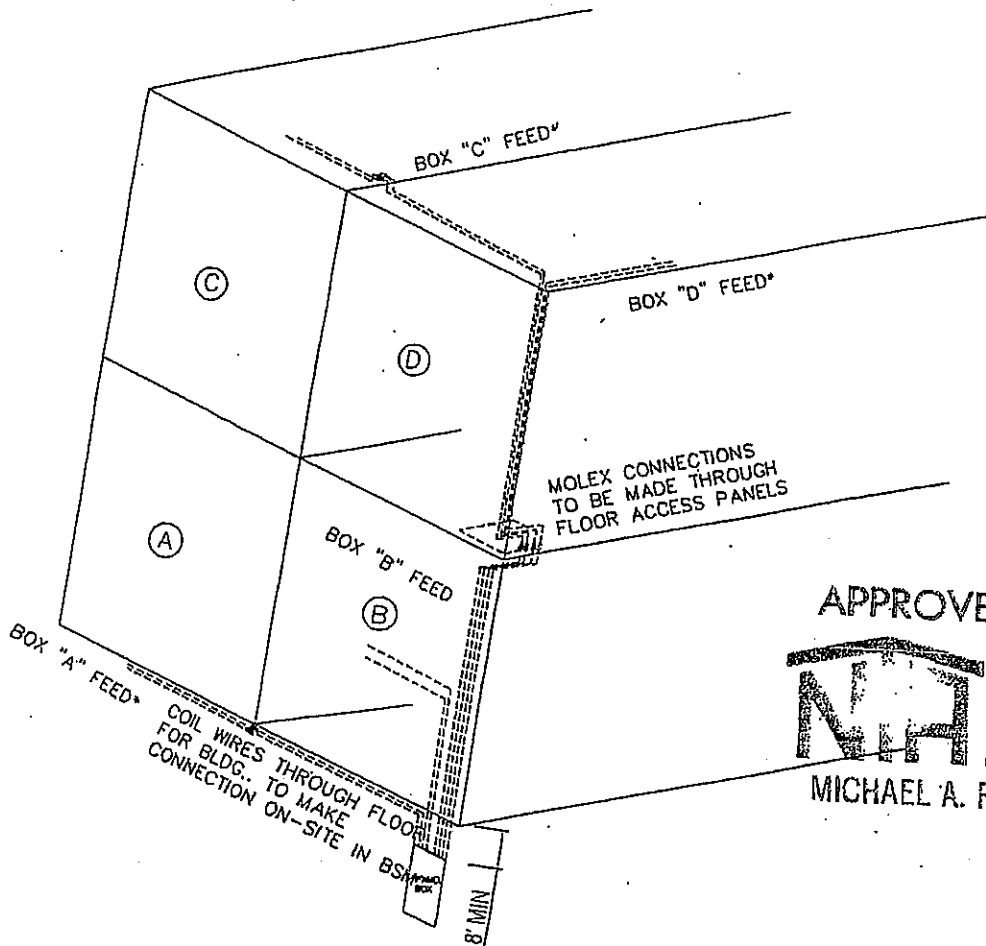 BOX "C" FEED*
BOX "D" FEED*
C
D
MOLEX CONNECTIONS
TO BE MADE THROUGH
FLOOR ACCESS PANELS
A
BOX "B" FEED
B
BOX "A" FEED*
COIL WIRES THROUGH FLOOR
FOR BLDG.. TO MAKE
CONNECTION ON-SITE IN
BOX
8' MIN
APPROVE
MICHAEL A. F